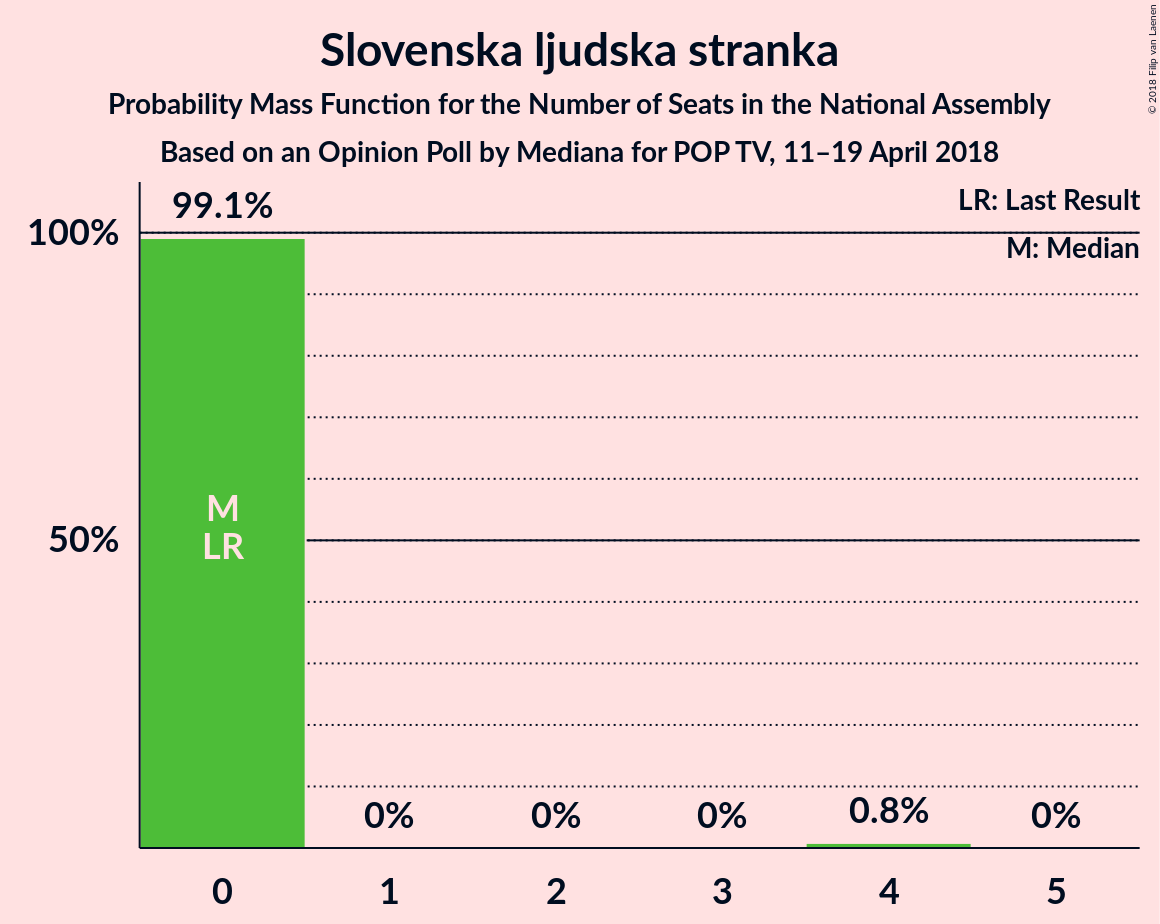 Slovenska ljudska stranka
Probability Mass Function for the Number of Seats in the National Assembly
Based on an Opinion Poll by Mediana for POP TV, 11–19 April 2018
© 2018 Filip van Laenen
LR: Last Result
M: Median
99.1%
100%
50%
M
LR
0%
0%
0%
0.8%
0%
0
1
2
3
4
5